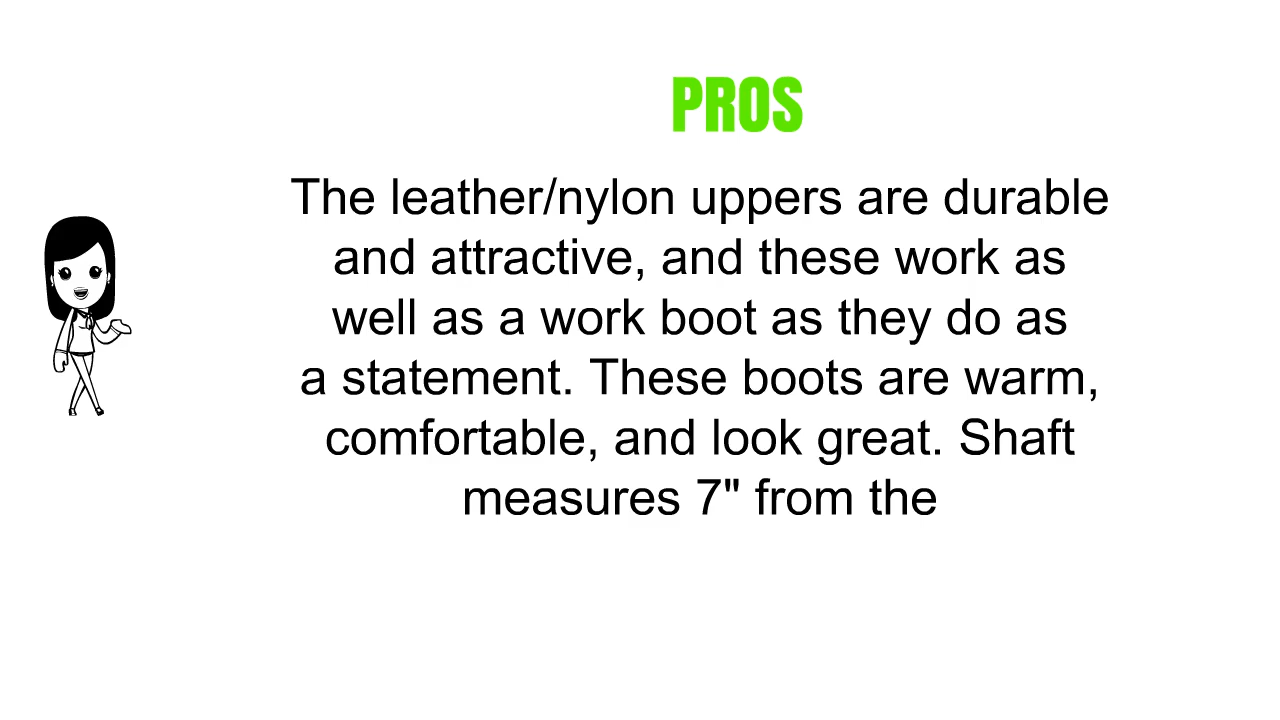 PROS
The leather/nylon uppers are durable
and attractive, and these work as
well as a work boot as they do as
a statement. These boots are warm,
comfortable, and look great. Shaft
measures 7" from the